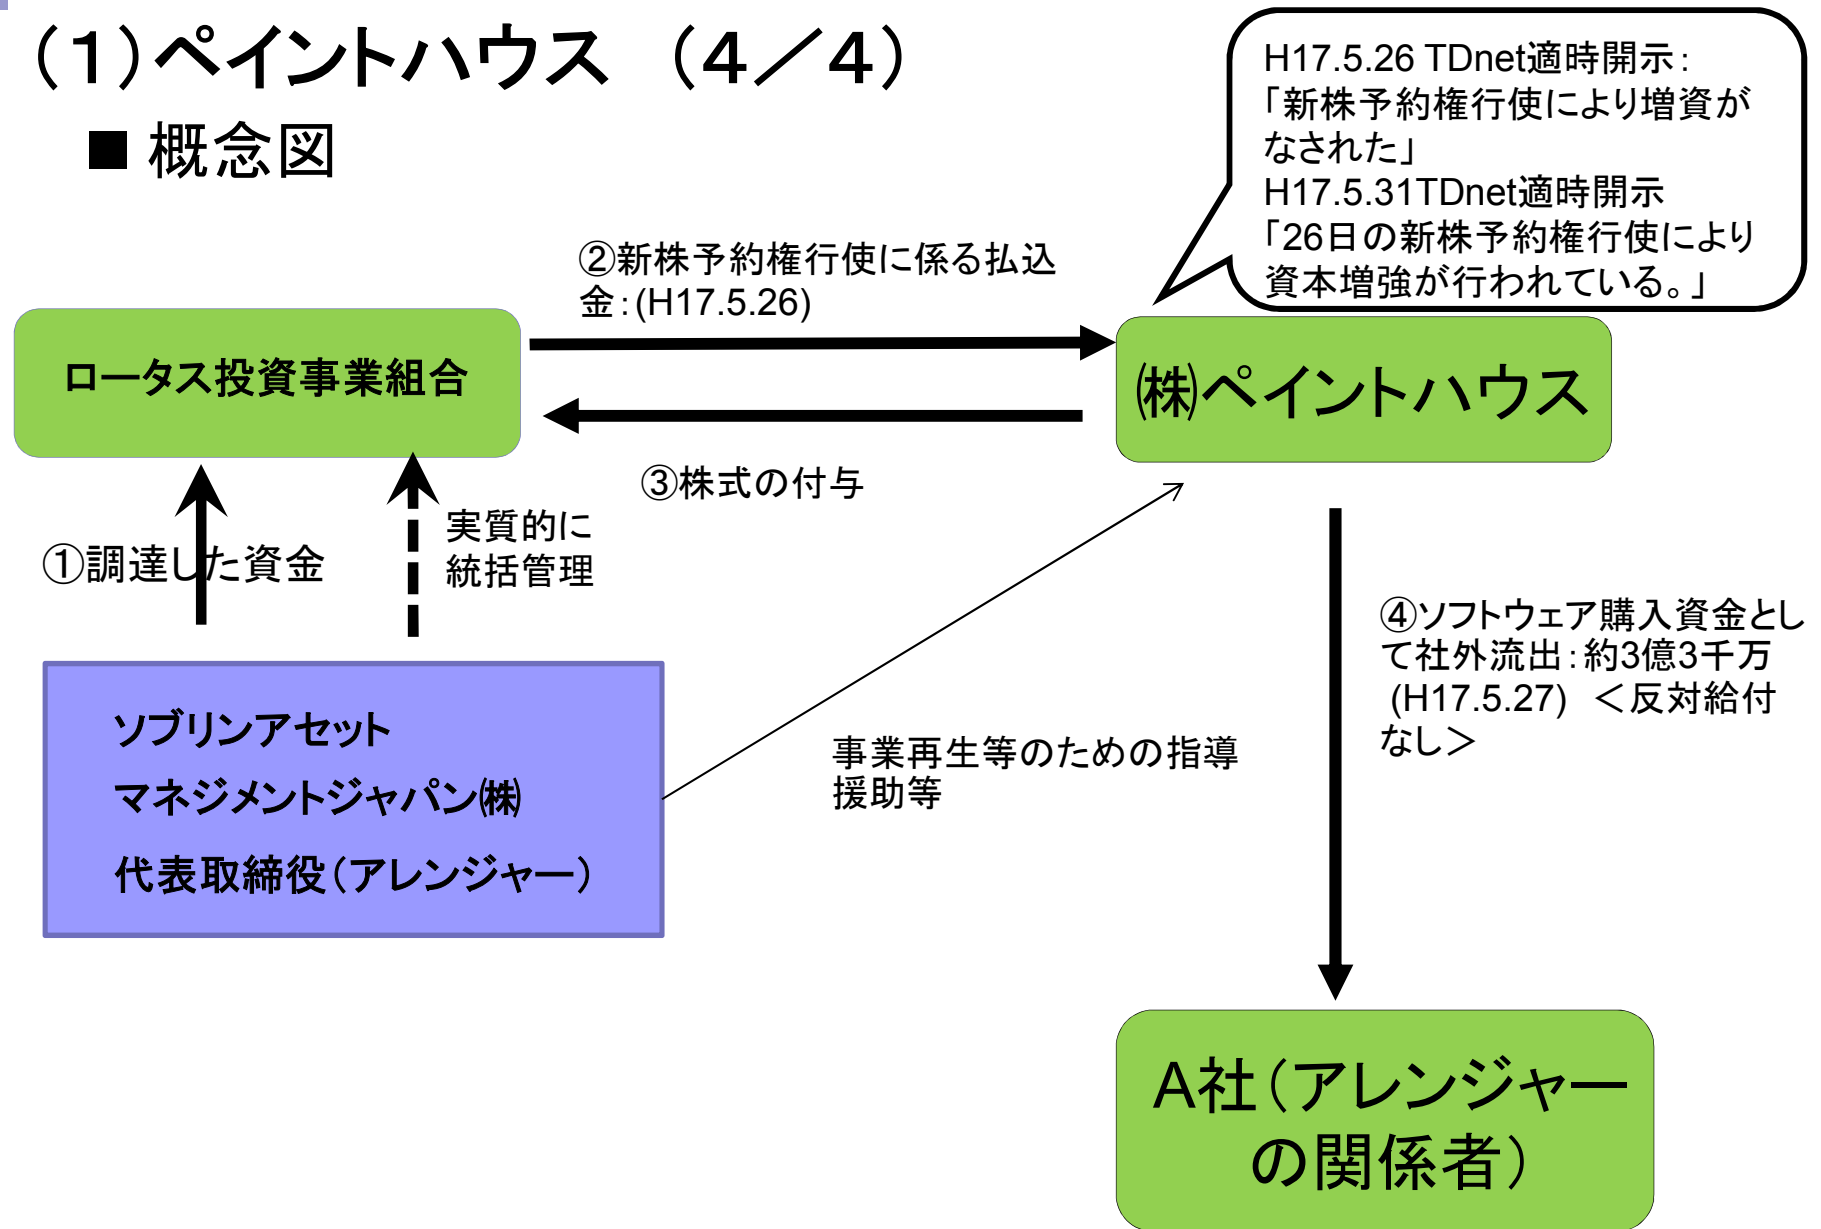 （１）ペイントハウス （４／４）
■ 概念図
H17.5.26 TDnet適時開示：
「新株予約権行使により増資が
なされた」
H17.5.31TDnet適時開示
「26日の新株予約権行使により
資本増強が行われている。」
②新株予約権行使に係る払込
金：(H17.5.26)
ロータス投資事業組合
㈱ペイントハウス
③株式の付与
①調達した資金
実質的に
統括管理
④ソフトウェア購入資金とし
て社外流出：約3億3千万
(H17.5.27) ＜反対給付
なし＞
ソブリンアセット
マネジメントジャパン㈱
代表取締役（アレンジャー）
事業再生等のための指導
援助等
A社（アレンジャー
の関係者）